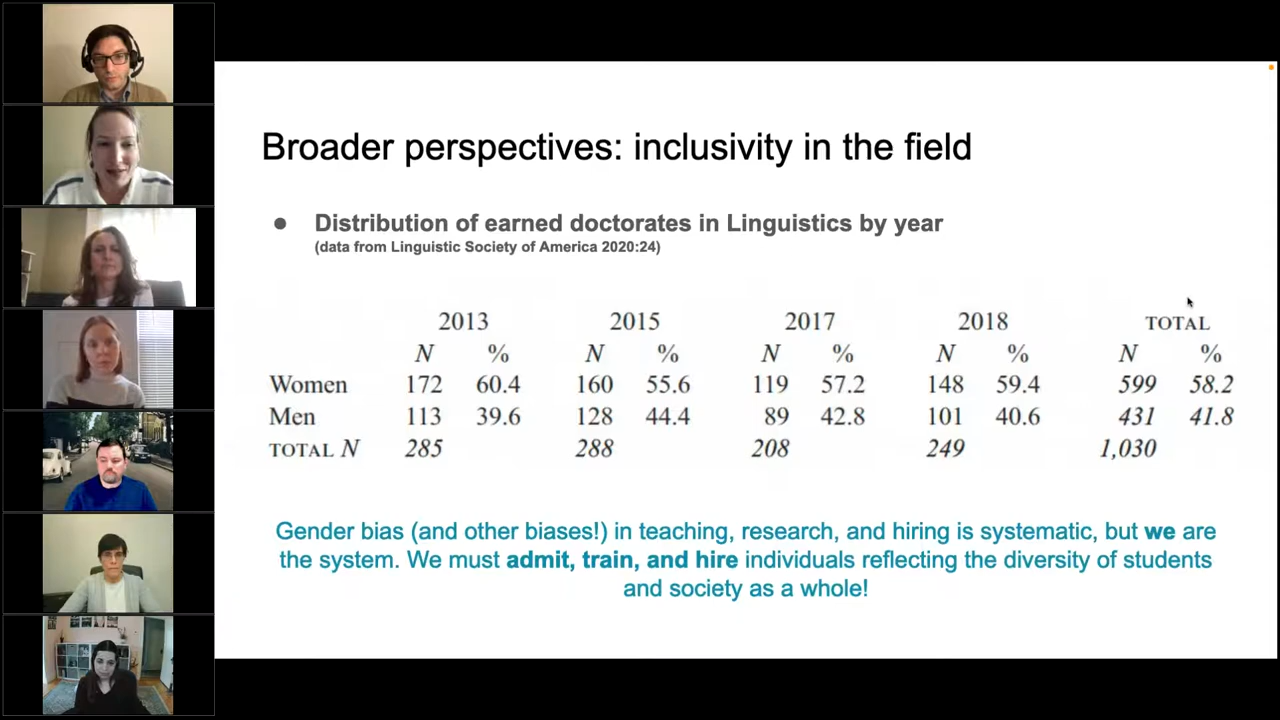 Broader perspectives: inclusivity in the field
● Distribution of earned doctorates in Linguistics by year
(data from Linguistic Society of America 2020:24)
2013 2015 2017 2018 TOTAL
N % N % N % N % N %
Women 172 60.4 160 55.6 119 57.2 148 59.4 599 58.2
Men 113 39.6 128 44.4 89 42.8 101 40.6 431 41.8
TOTAL N 285 288 208 249 1,030
Gender bias (and other biases!) in teaching, research, and hiring is systematic, but we are
the system. We must admit, train, and hire individuals reflecting the diversity of students
and society as a whole!